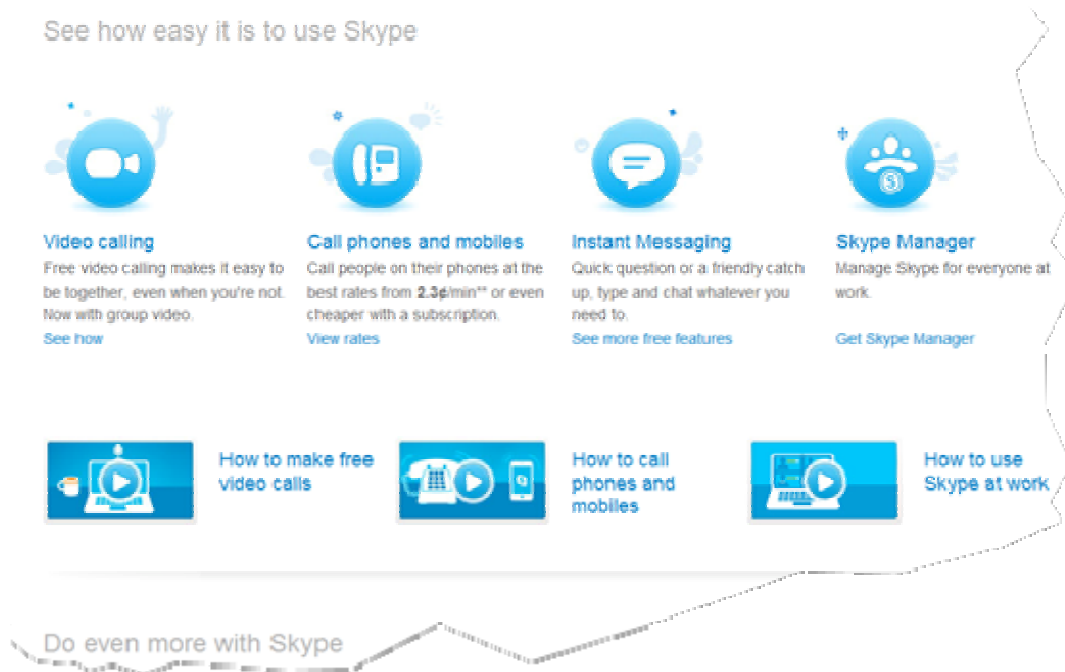 See how easy it is to use Skype
Video calling
Free video calling makes it easy to
be together, even when you're not.
Now with group video.
See how
Call phones and mobiles
Call people on their phones at the
best rates from 2.3¢/min** or even
cheaper with a subscription.
View rates
Instant Messaging
Quick question or a friendly catch
up, type and chat whatever you
need to.
See more free features
Skype Manager
Manage Skype for everyone at
work.
Get Skype Manager
How to make free
video calls
How to call
phones and
mobiles
How to use
Skype at work
Do even more with Skype